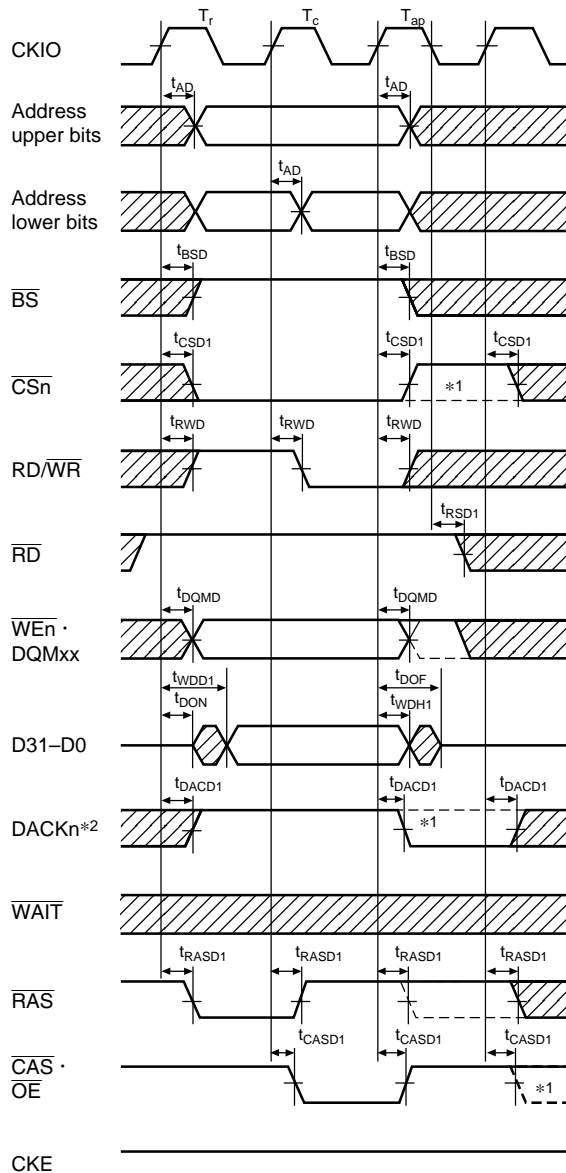 Tr Tc Tap
CKIO
tAD tAD
Address
upper bits
tAD
Address
lower bits
tBSD tBSD
BS
tCSD1 tCSD1 tCSD1
CSn *1
tRWD tRWD tRWD
RD/WR
tRSD1
RD
tDQMD tDQMD
WEn ·
DQMxx
tWDD1 tDOF
tDON tWDH1
D31–D0
tDACD1 tDACD1 tDACD1
DACKn*2 *1
WAIT
tRASD1 tRASD1 tRASD1 tRASD1
RAS
tCASD1 tCASD1 tCASD1
CAS ·
OE *1
CKE